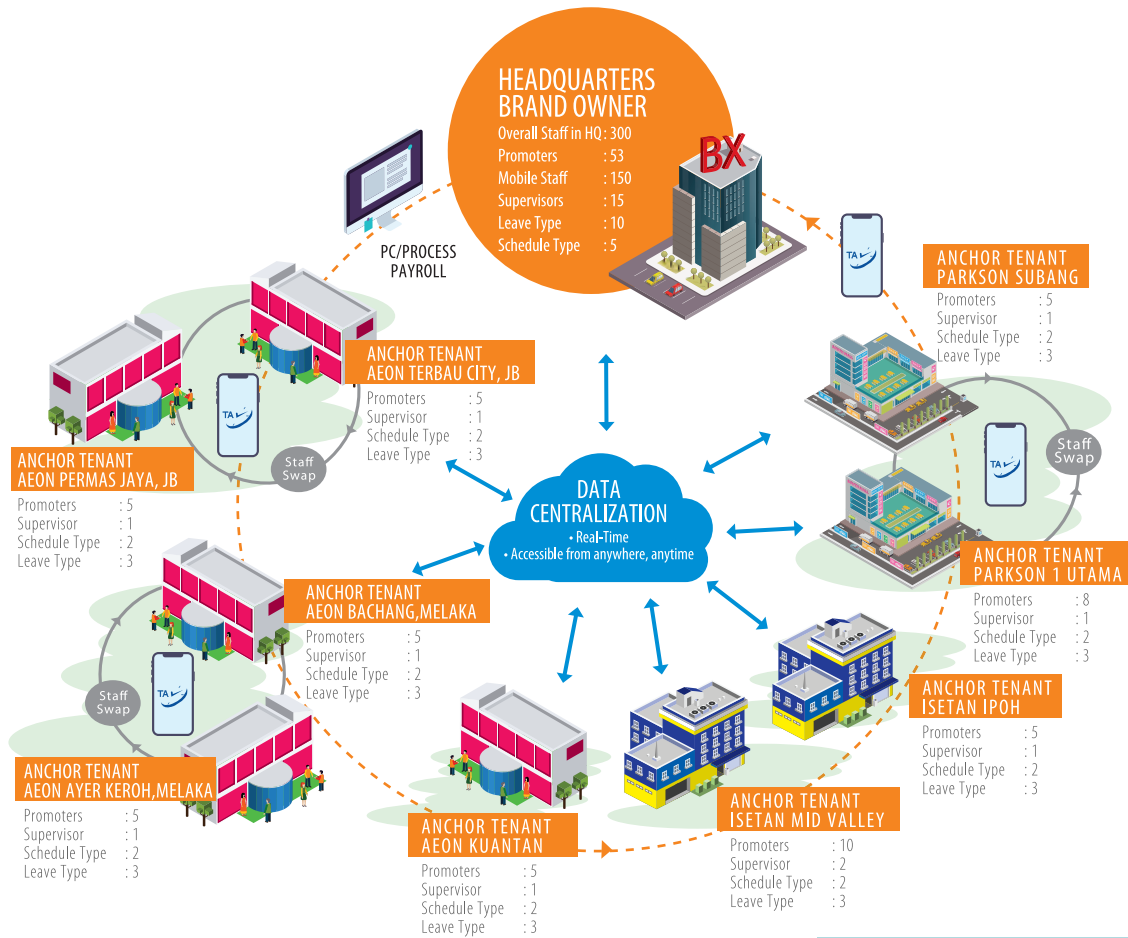 HEADQUARTERS
BRAND OWNER
Overall Staff in HQ : 300
Promoters : 53
Mobile Staff : 150
Supervisors : 15
Leave Type : 10
Schedule Type : 5
BX
PC/PROCESS
PAYROLL
TA
ANCHOR TENANT
PARKSON SUBANG
Promoters : 5
Supervisor : 1
Schedule Type : 2
Leave Type : 3
ANCHOR TENANT
AEON TERBAU CITY, JB
Promoters : 5
Supervisor : 1
Schedule Type : 2
Leave Type : 3
TA
Staff
Swap
ANCHOR TENANT
AEON PERMAS JAYA, JB
Promoters : 5
Supervisor : 1
Schedule Type : 2
Leave Type : 3
DATA
CENTRALIZATION
• Real-Time
• Accessible from anywhere, anytime
TA
Staff
Swap
ANCHOR TENANT
PARKSON 1 UTAMA
Promoters : 8
Supervisor : 1
Schedule Type : 2
Leave Type : 3
ANCHOR TENANT
AEON BACHANG,MELAKA
Promoters : 5
Supervisor : 1
Schedule Type : 2
Leave Type : 3
TA
Staff
Swap
ANCHOR TENANT
AEON AYER KEROH,MELAKA
Promoters : 5
Supervisor : 1
Schedule Type : 2
Leave Type : 3
ANCHOR TENANT
AEON KUANTAN
Promoters : 5
Supervisor : 1
Schedule Type : 2
Leave Type : 3
ANCHOR TENANT
ISETAN MID VALLEY
Promoters : 10
Supervisor : 2
Schedule Type : 2
Leave Type : 3
ANCHOR TENANT
ISETAN IPOH
Promoters : 5
Supervisor : 1
Schedule Type : 2
Leave Type : 3